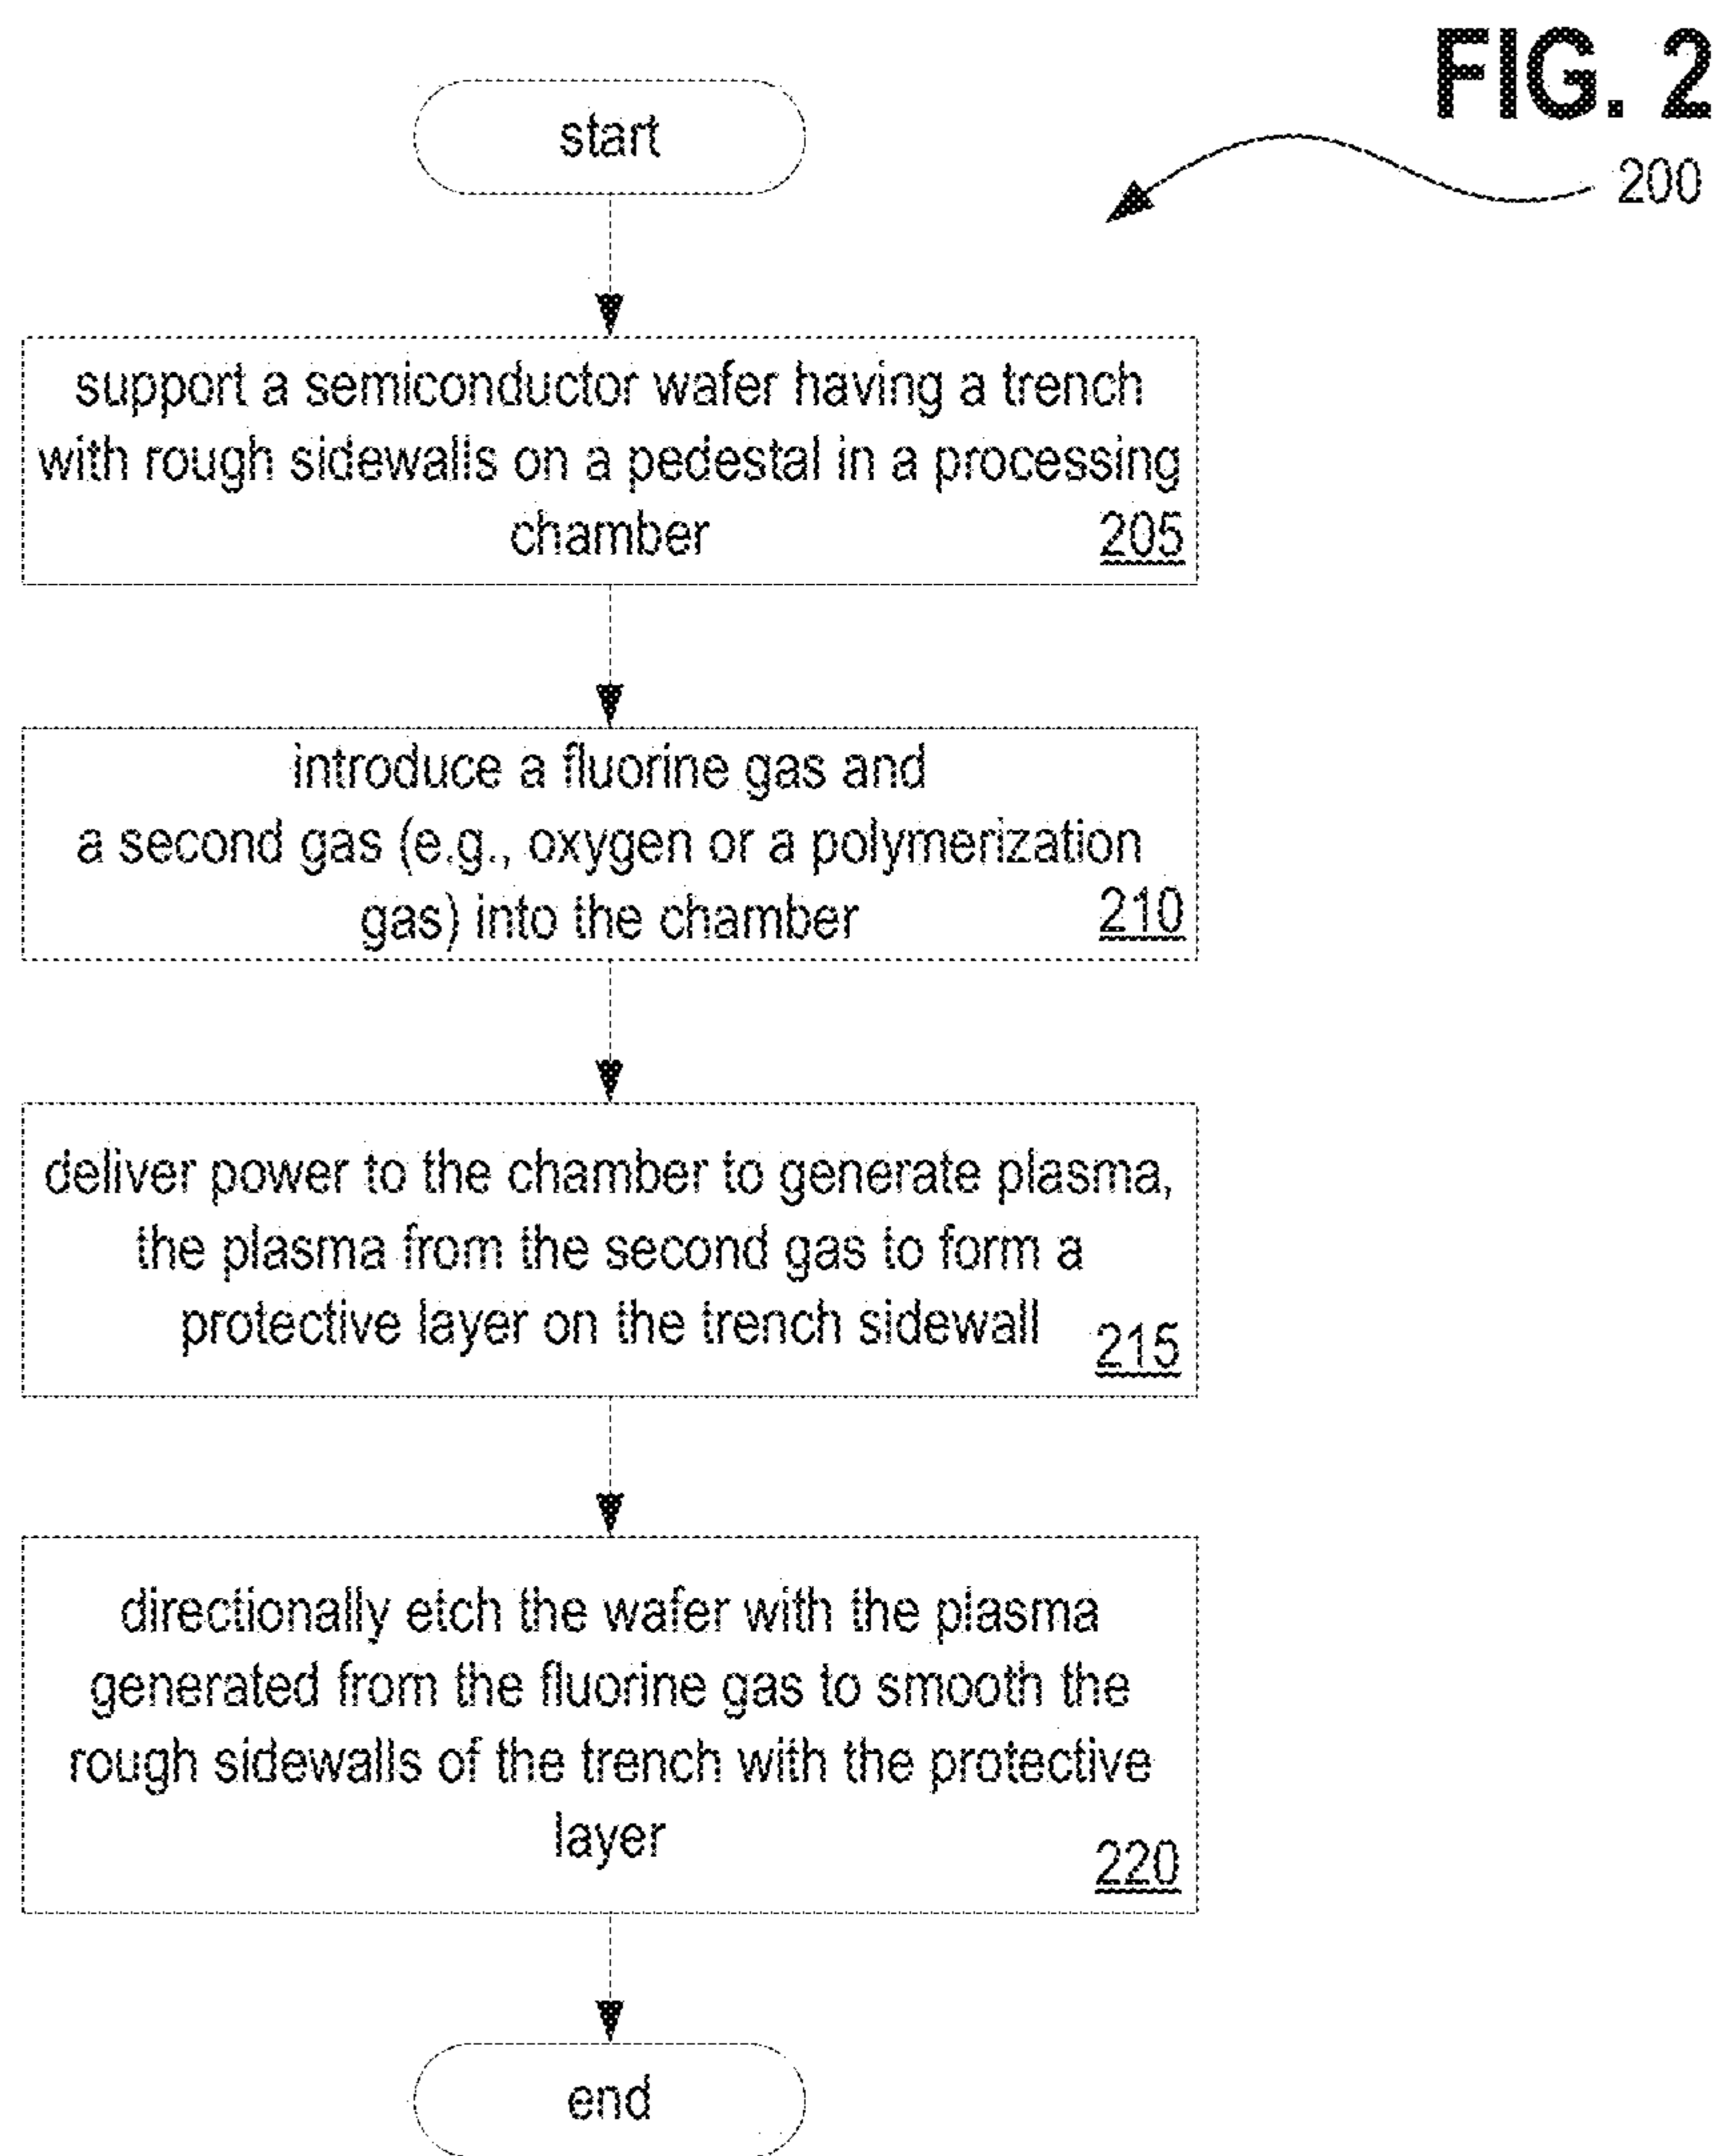 FIG. 2
200
start
support a semiconductor wafer having a trench
with rough sidewalls on a pedestal in a processing
chamber
205
introduce a fluorine gas and
a second gas (e.g., oxygen or a polymerization
gas) into the chamber
210
deliver power to the chamber to generate plasma,
the plasma from the second gas to form a
protective layer on the trench sidewall
215
directionally etch the wafer with the plasma
generated from the fluorine gas to smooth the
rough sidewalls of the trench with the protective
layer
220
end